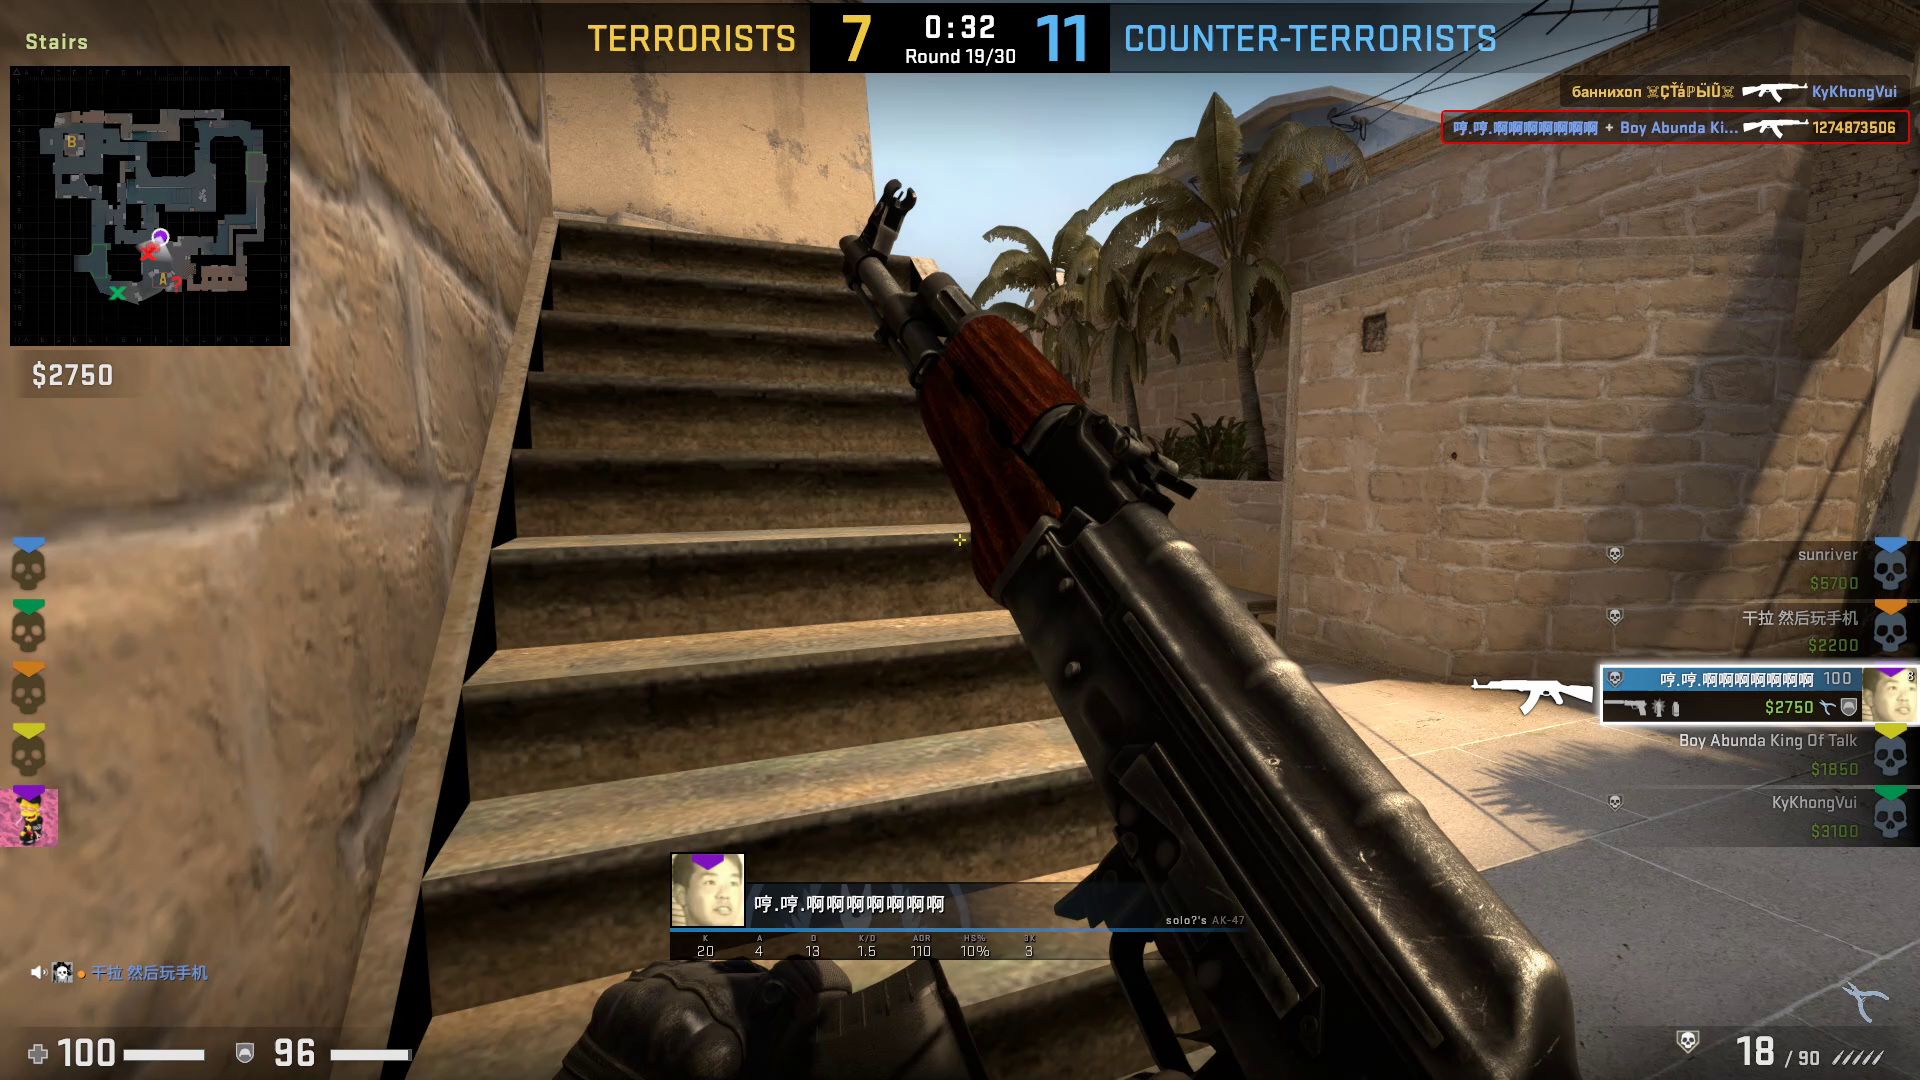 Stairs
TERRORISTS 7 0:32 11 COUNTER-TERRORISTS
Round 19/30
KyKhongVui
哼.哼.啊啊啊啊啊啊啊 + Boy Abunda Ki... 1274873506
B
A ?
$2750
sunriver
$5700
干拉 然后玩手机
$2200
哼.哼.啊啊啊啊啊啊啊 100
$2750
Boy Abunda King Of Talk
$1850
KyKhongVui
$3100
哼.哼.啊啊啊啊啊啊啊
solo?'s AK-47
K A D K/D ADR HS% 3K
20 4 13 1.5 110 10% 3
干拉 然后玩手机
100 96
18 / 90